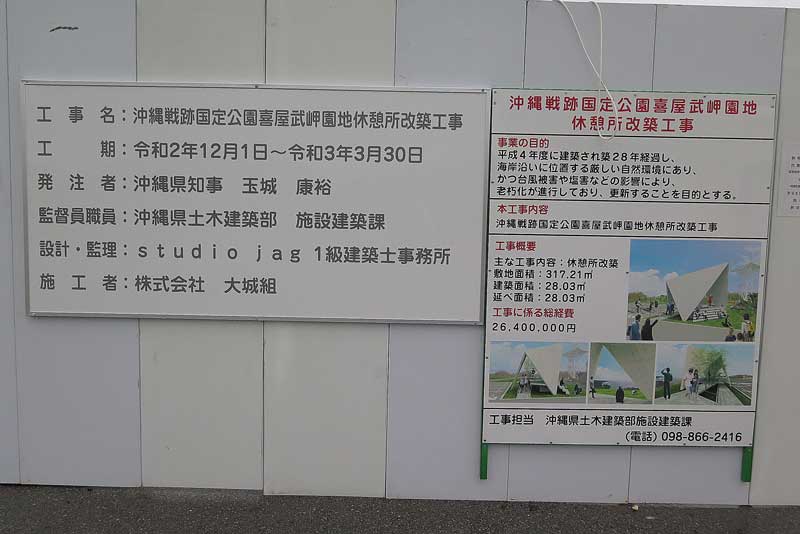 工　事　名：沖縄戦跡国定公園喜屋武岬園地休憩所改築工事
工　　　期：令和2年12月1日～令和3年3月30日
発　注　者：沖縄県知事　玉城　康裕
監督員職員：沖縄県土木建築部　施設建築課
設計・監理：ｓｔｕｄｉｏ ｊａｇ 1級建築士事務所
施　工　者：株式会社　大城組
沖縄戦跡国定公園喜屋武岬園地
休憩所改築工事
事業の目的
平成4年度に建築され築28年経過し、
海岸沿いに位置する厳しい自然環境にあり、
かつ台風被害や塩害などの影響により、
老朽化が進行しており、更新することを目的とする。
本工事内容
沖縄戦跡国定公園喜屋武岬園地休憩所改築工事
工事概要
主な工事内容：休憩所改築
敷地面積：317.21㎡
建築面積：28.03㎡
延べ面積：28.03㎡
工事に係る総経費
26,400,000円
工事担当　沖縄県土木建築部施設建築課
(電話) 098-866-2416